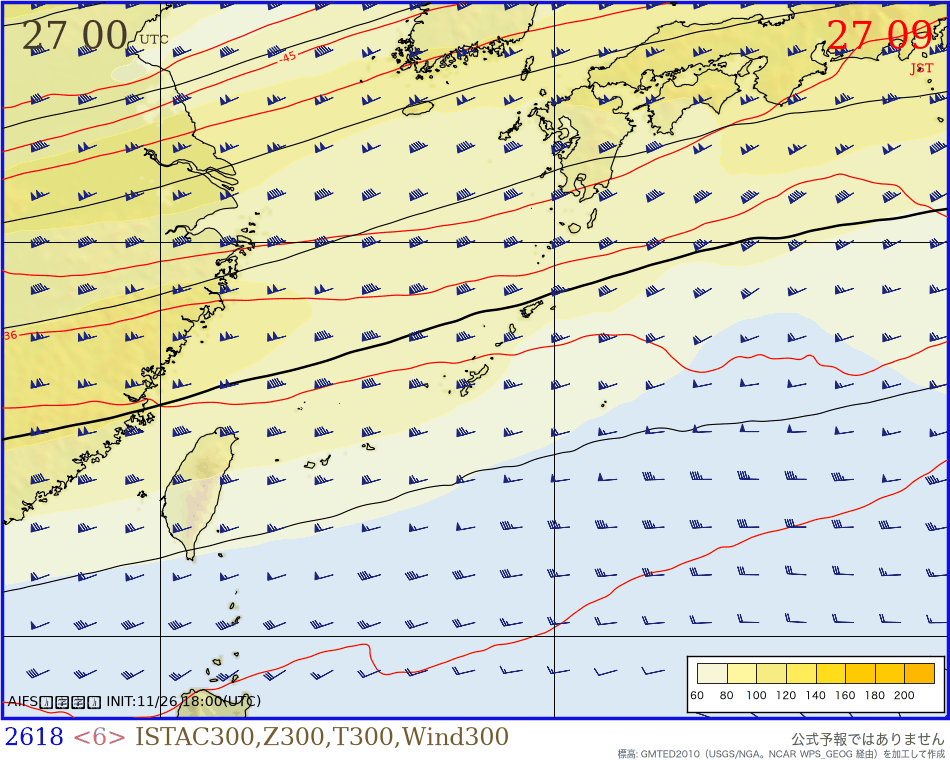 27 00 UTC
27 09 JST
-45
36
60 80 100 120 140 160 180 200
AIFS INIT:11/26 18:00(UTC)
2618 <6> ISTAC300,Z300,T300,Wind300
公式予報ではありません
標高: GMTED2010（USGS/NGA。NCAR WPS_GEOG 経由）を加工して作成